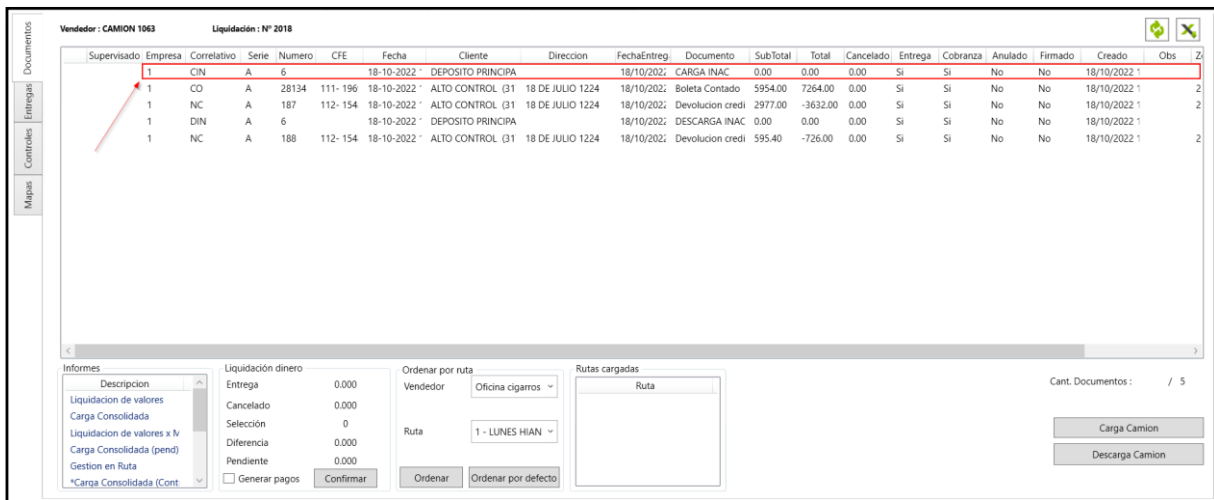 Documentos
Entregas
Controles
Mapas
Vendedor : CAMION 1063 Liquidación : Nº 2018
Supervisado Empresa Correlativo Serie Numero CFE Fecha Cliente Direccion FechaEntreg Documento SubTotal Total Cancelado Entrega Cobranza Anulado Firmado Creado Obs
1 CIN A 6 18-10-2022 DEPOSITO PRINCIPA 18/10/2022 CARGA INAC 0.00 0.00 0.00 Si Si No No 18/10/2022 1
1 CO A 28134 111- 196 18-10-2022 ALTO CONTROL (31 18 DE JULIO 1224 18/10/2022 Boleta Contado 5954.00 7264.00 0.00 Si Si No No 18/10/2022 1 2
1 NC A 187 112- 154 18-10-2022 ALTO CONTROL (31 18 DE JULIO 1224 18/10/2022 Devolucion credi 2977.00 -3632.00 0.00 Si Si No No 18/10/2022 1 2
1 DIN A 6 18-10-2022 DEPOSITO PRINCIPA 18/10/2022 DESCARGA INAC 0.00 0.00 0.00 Si Si No No 18/10/2022 1
1 NC A 188 112- 154 18-10-2022 ALTO CONTROL (31 18 DE JULIO 1224 18/10/2022 Devolucion credi 595.40 -726.00 0.00 Si Si No No 18/10/2022 1 2
Informes
Descripcion
Liquidacion de valores
Carga Consolidada
Liquidacion de valores x
Carga Consolidada (pend)
Gestion en Ruta
*Carga Consolidada (Cont
Liquidación dinero
Entrega 0.000
Cancelado 0.000
Selección 0
Diferencia 0.000
Pendiente 0.000
Generar pagos Confirmar
Ordenar por ruta
Vendedor Oficina cigarros
Ruta 1 - LUNES HIAN
Ordenar Ordenar por defecto
Rutas cargadas
Ruta
Cant. Documentos : / 5
Carga Camion
Descarga Camion